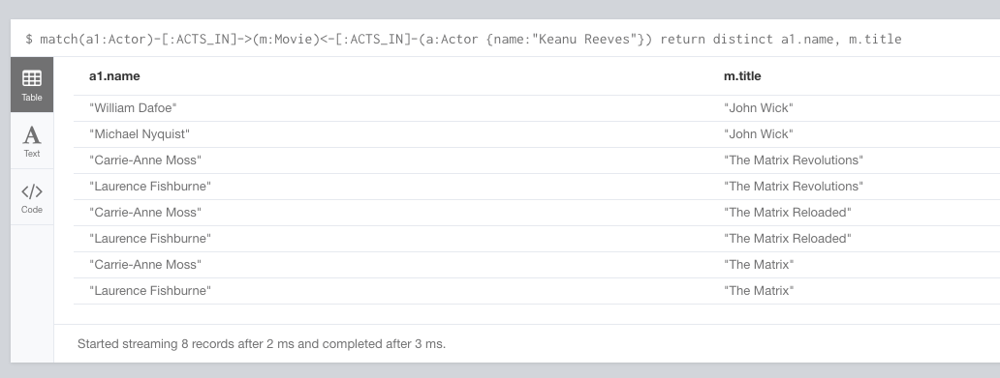 $ match(a1:Actor)-[:ACTS_IN]->(m:Movie)<-[:ACTS_IN]-(a:Actor {name:"Keanu Reeves"}) return distinct a1.name, m.title
Table
Text
Code
a1.name m.title
"William Dafoe" "John Wick"
"Michael Nyquist" "John Wick"
"Carrie-Anne Moss" "The Matrix Revolutions"
"Laurence Fishburne" "The Matrix Revolutions"
"Carrie-Anne Moss" "The Matrix Reloaded"
"Laurence Fishburne" "The Matrix Reloaded"
"Carrie-Anne Moss" "The Matrix"
"Laurence Fishburne" "The Matrix"
Started streaming 8 records after 2 ms and completed after 3 ms.